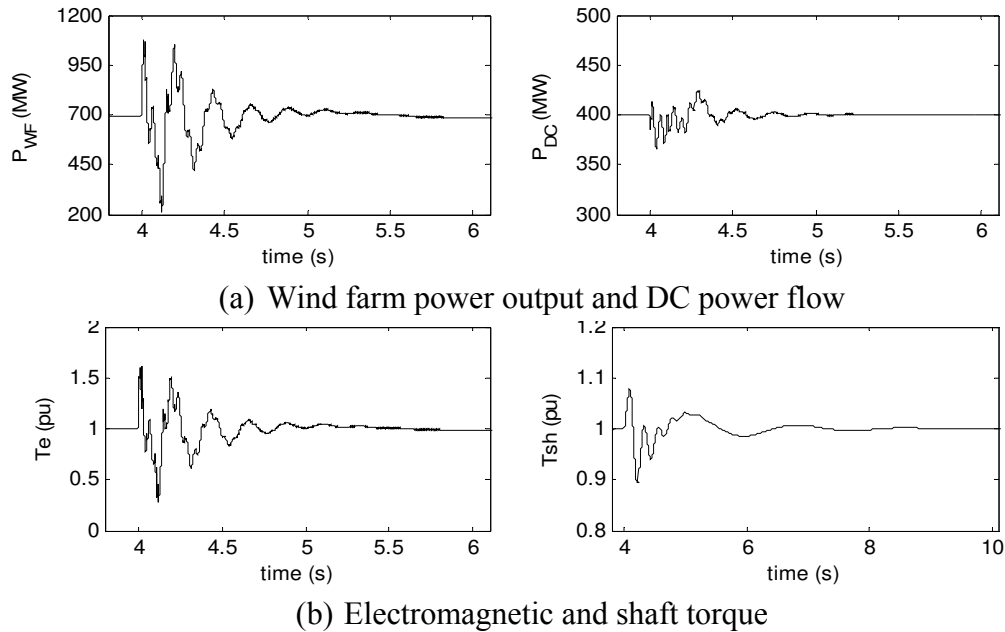 1200
950
700
450
200
P_WF (MW)
4 4.5 5 5.5 6
time (s)
500
450
400
350
300
P_DC (MW)
4 4.5 5 5.5 6
time (s)
(a) Wind farm power output and DC power flow
2
1.5
1
0.5
0
Te (pu)
4 4.5 5 5.5 6
time (s)
1.2
1.1
1
0.9
0.8
Tsh (pu)
4 6 8 10
time (s)
(b) Electromagnetic and shaft torque